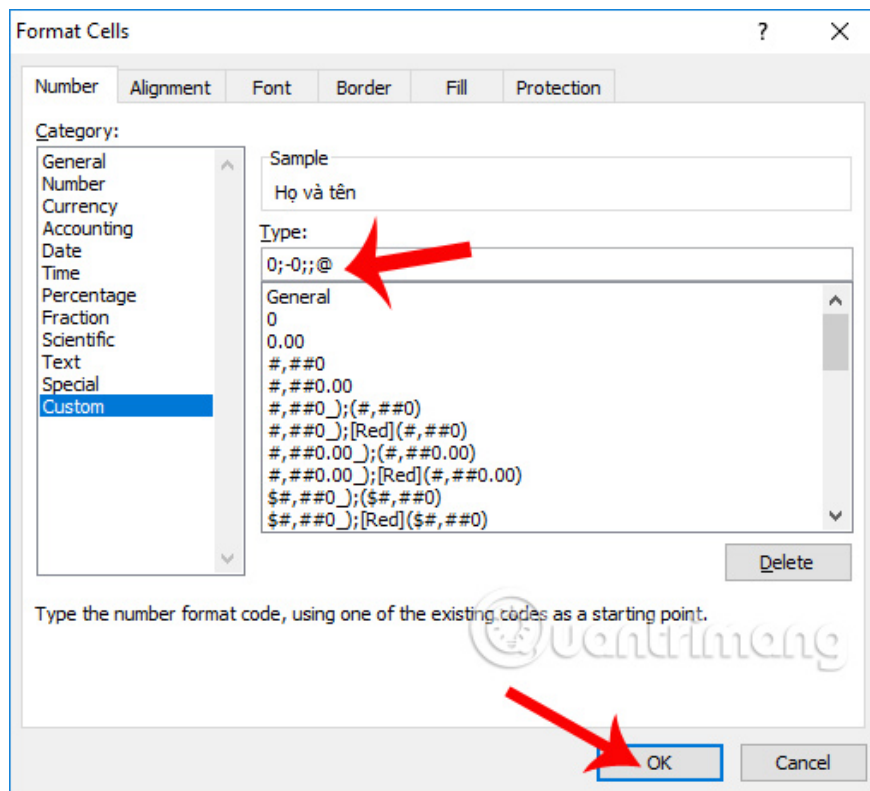 Format Cells
?
Number
Alignment
Font
Border
Fill
Protection
Category:
General
Number
Currency
Accounting
Date
Time
Percentage
Fraction
Scientific
Text
Special
Custom
Sample
Họ và tên
Type:
0;-0;;@
General
0
0.00
#,##0
#,##0.00
#,##0_);(#,##0)
#,##0_);[Red](#,##0)
#,##0.00_);(#,##0.00)
#,##0.00_);[Red](#,##0.00)
$#,##0_);($#,##0)
$#,##0_);[Red]($#,##0)
Delete
Type the number format code, using one of the existing codes as a starting point.
Quantrimang
OK
Cancel